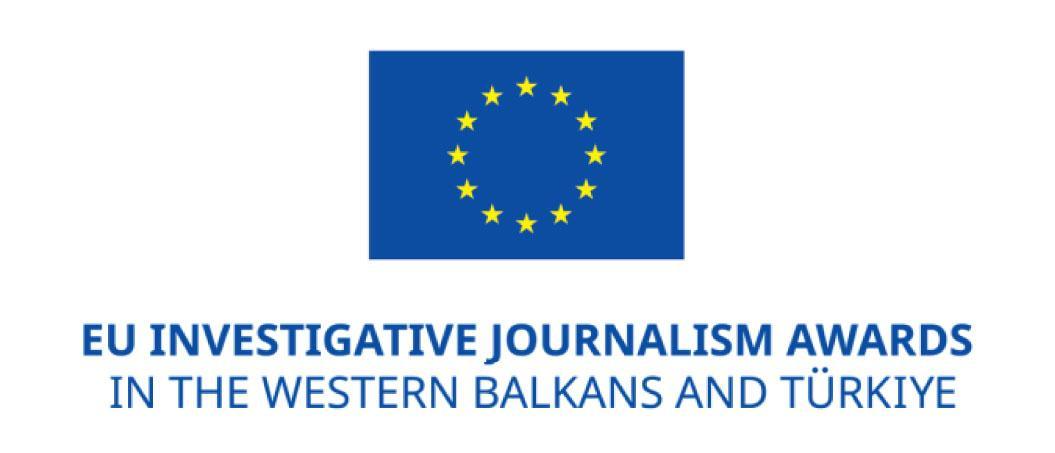 EU INVESTIGATIVE JOURNALISM AWARDS
IN THE WESTERN BALKANS AND TÜRKIYE